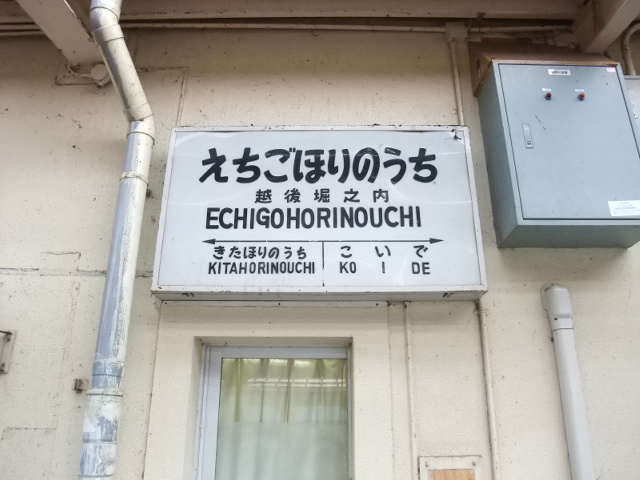 えちごほりのうち
越後堀之内
ECHIGOHORINOUCHI
きたほりのうち こいで
KITAHORINOUCHI KO I DE